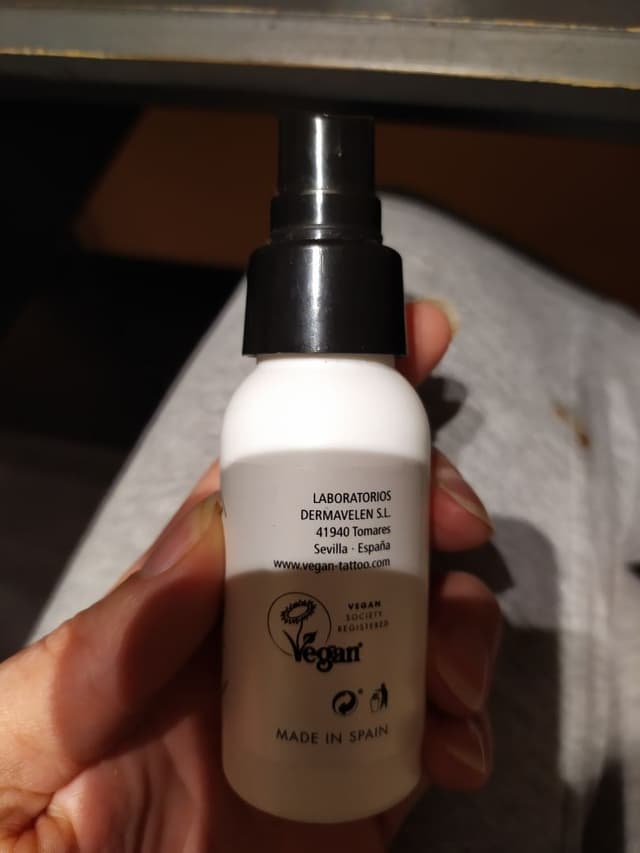 LABORATORIOS
DERMAVELEN S.L.
41940 Tomares
Sevilla · España
www.vegan-tattoo.com
VEGAN
SOCIETY
REGISTERED
Vegan®
MADE IN SPAIN